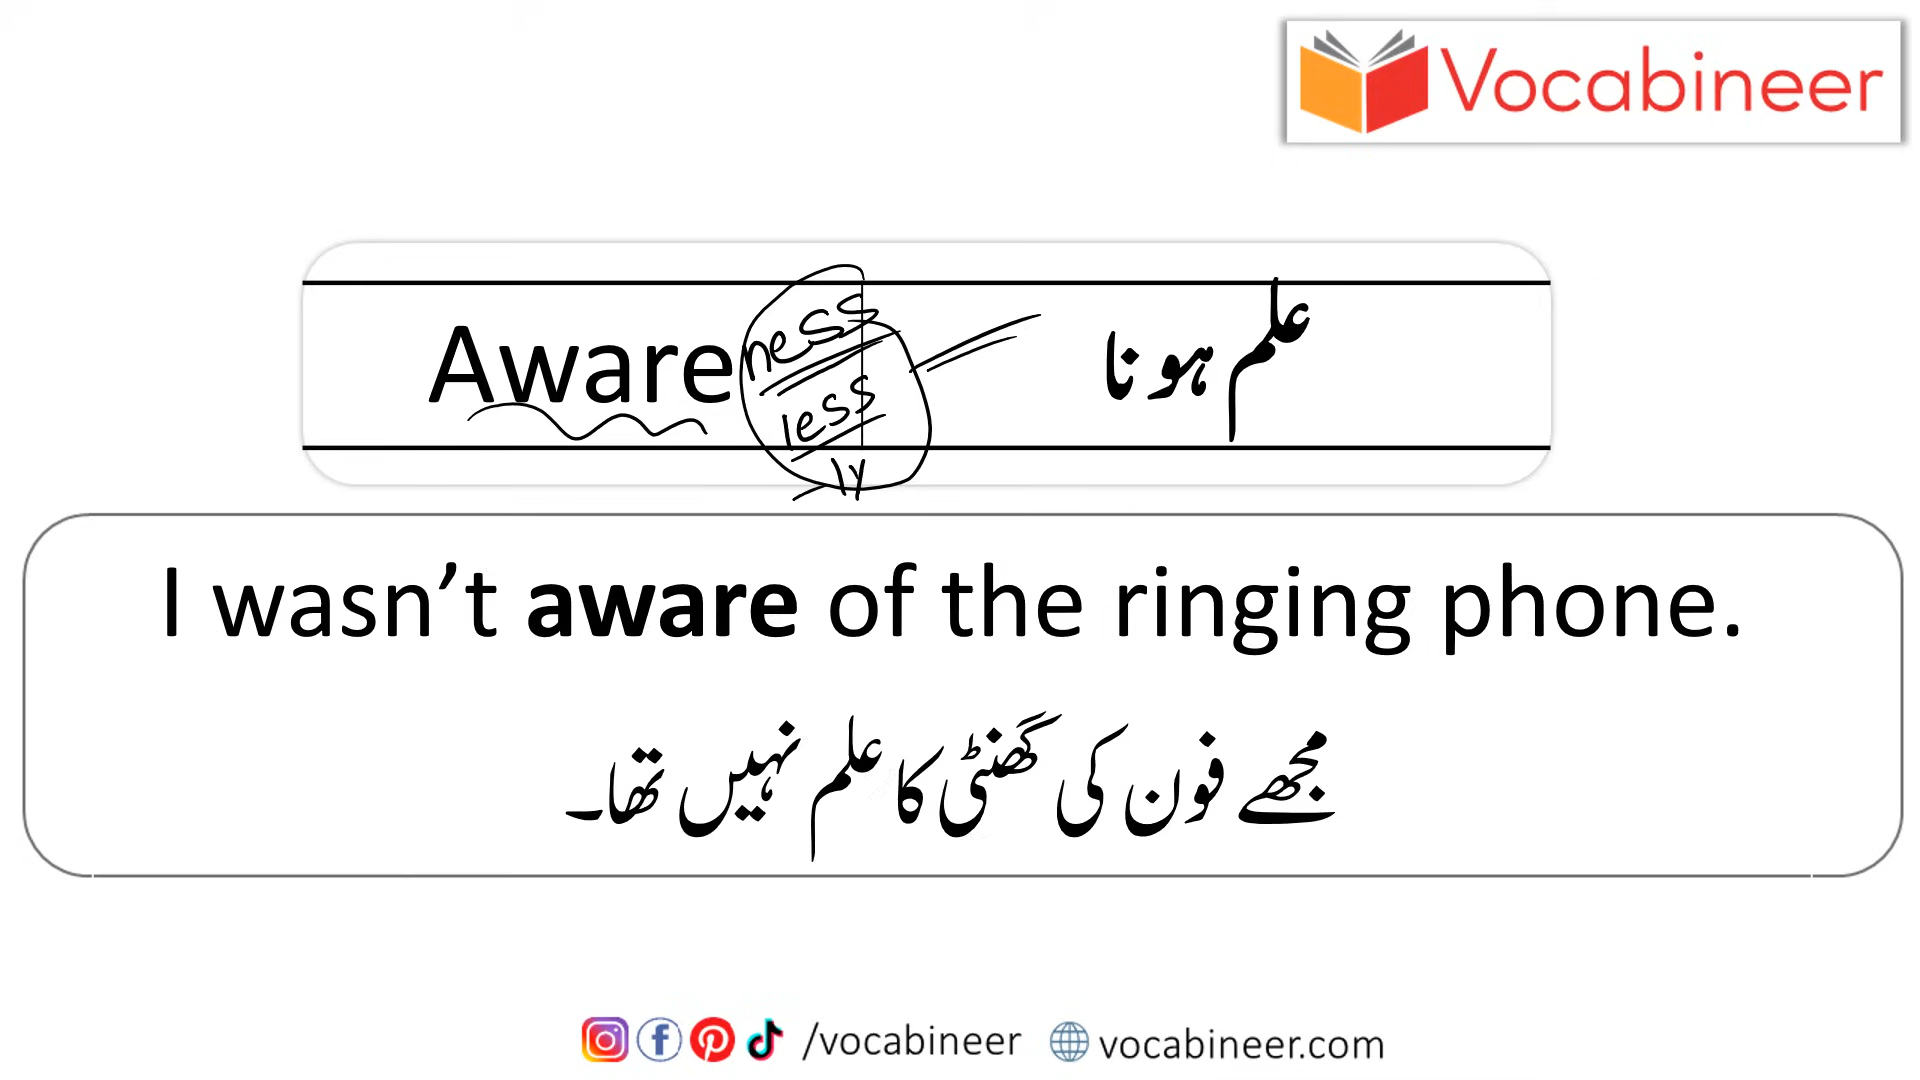 Vocabineer
Aware ness علم ہونا
less
ly
I wasn’t aware of the ringing phone.
مجھے فون کی گھنٹی کا علم نہیں تھا۔
/vocabineer vocabineer.com